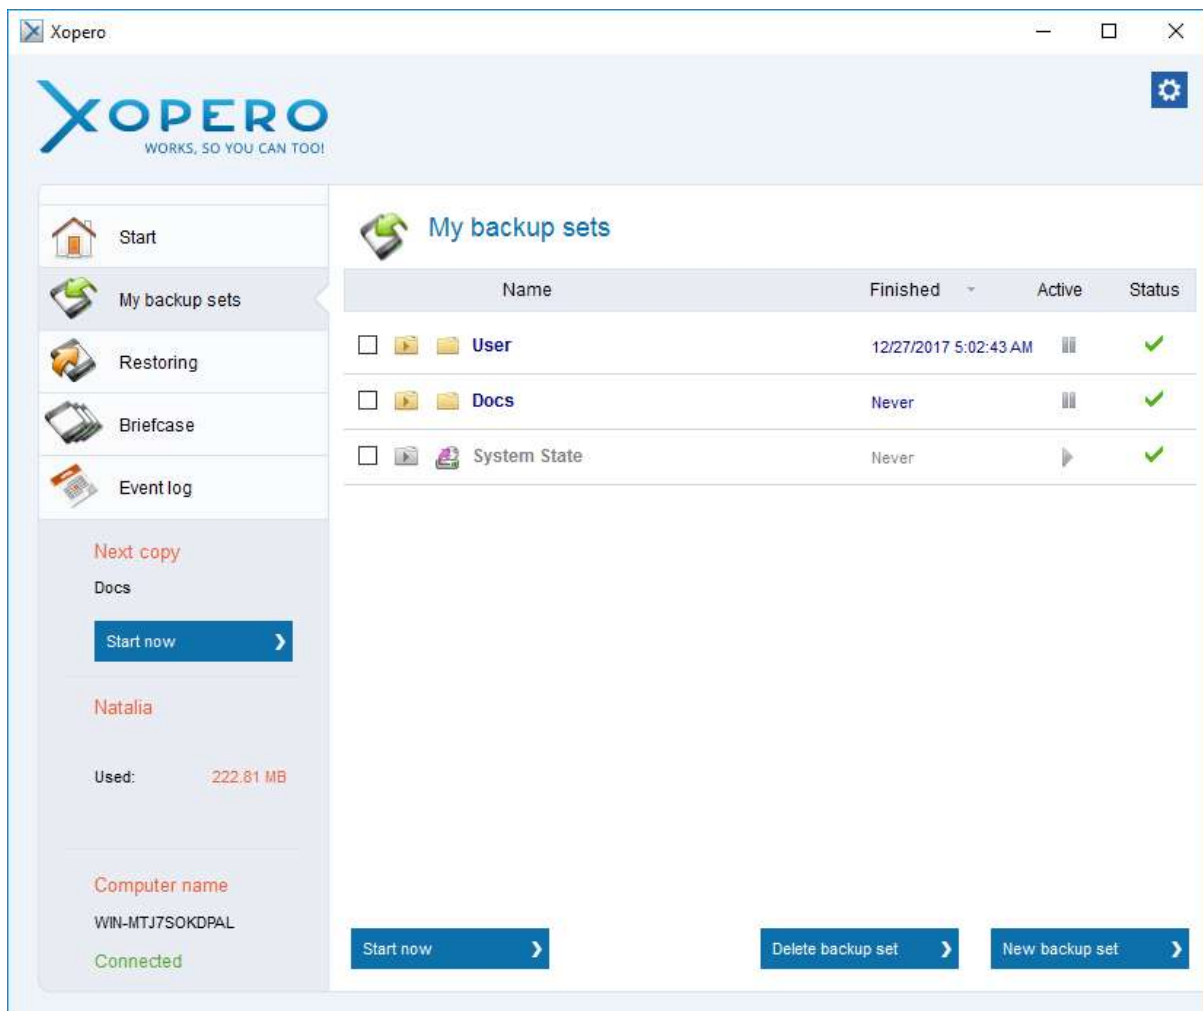 Xopero
XOPERO
WORKS, SO YOU CAN TOO!
Start
My backup sets
Restoring
Briefcase
Event log
Next copy
Docs
Start now
Natalia
Used: 222.81 MB
Computer name
WIN-MTJ7SOKDPAL
Connected
My backup sets
Name Finished Active Status
User 12/27/2017 5:02:43 AM
Docs Never
System State Never
Start now Delete backup set New backup set